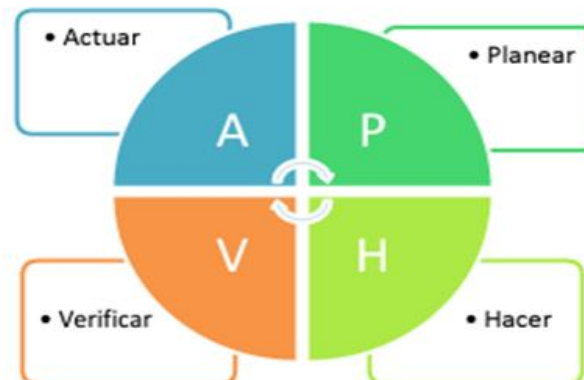 • Actuar
• Planear
A
P
V
H
• Verificar
• Hacer